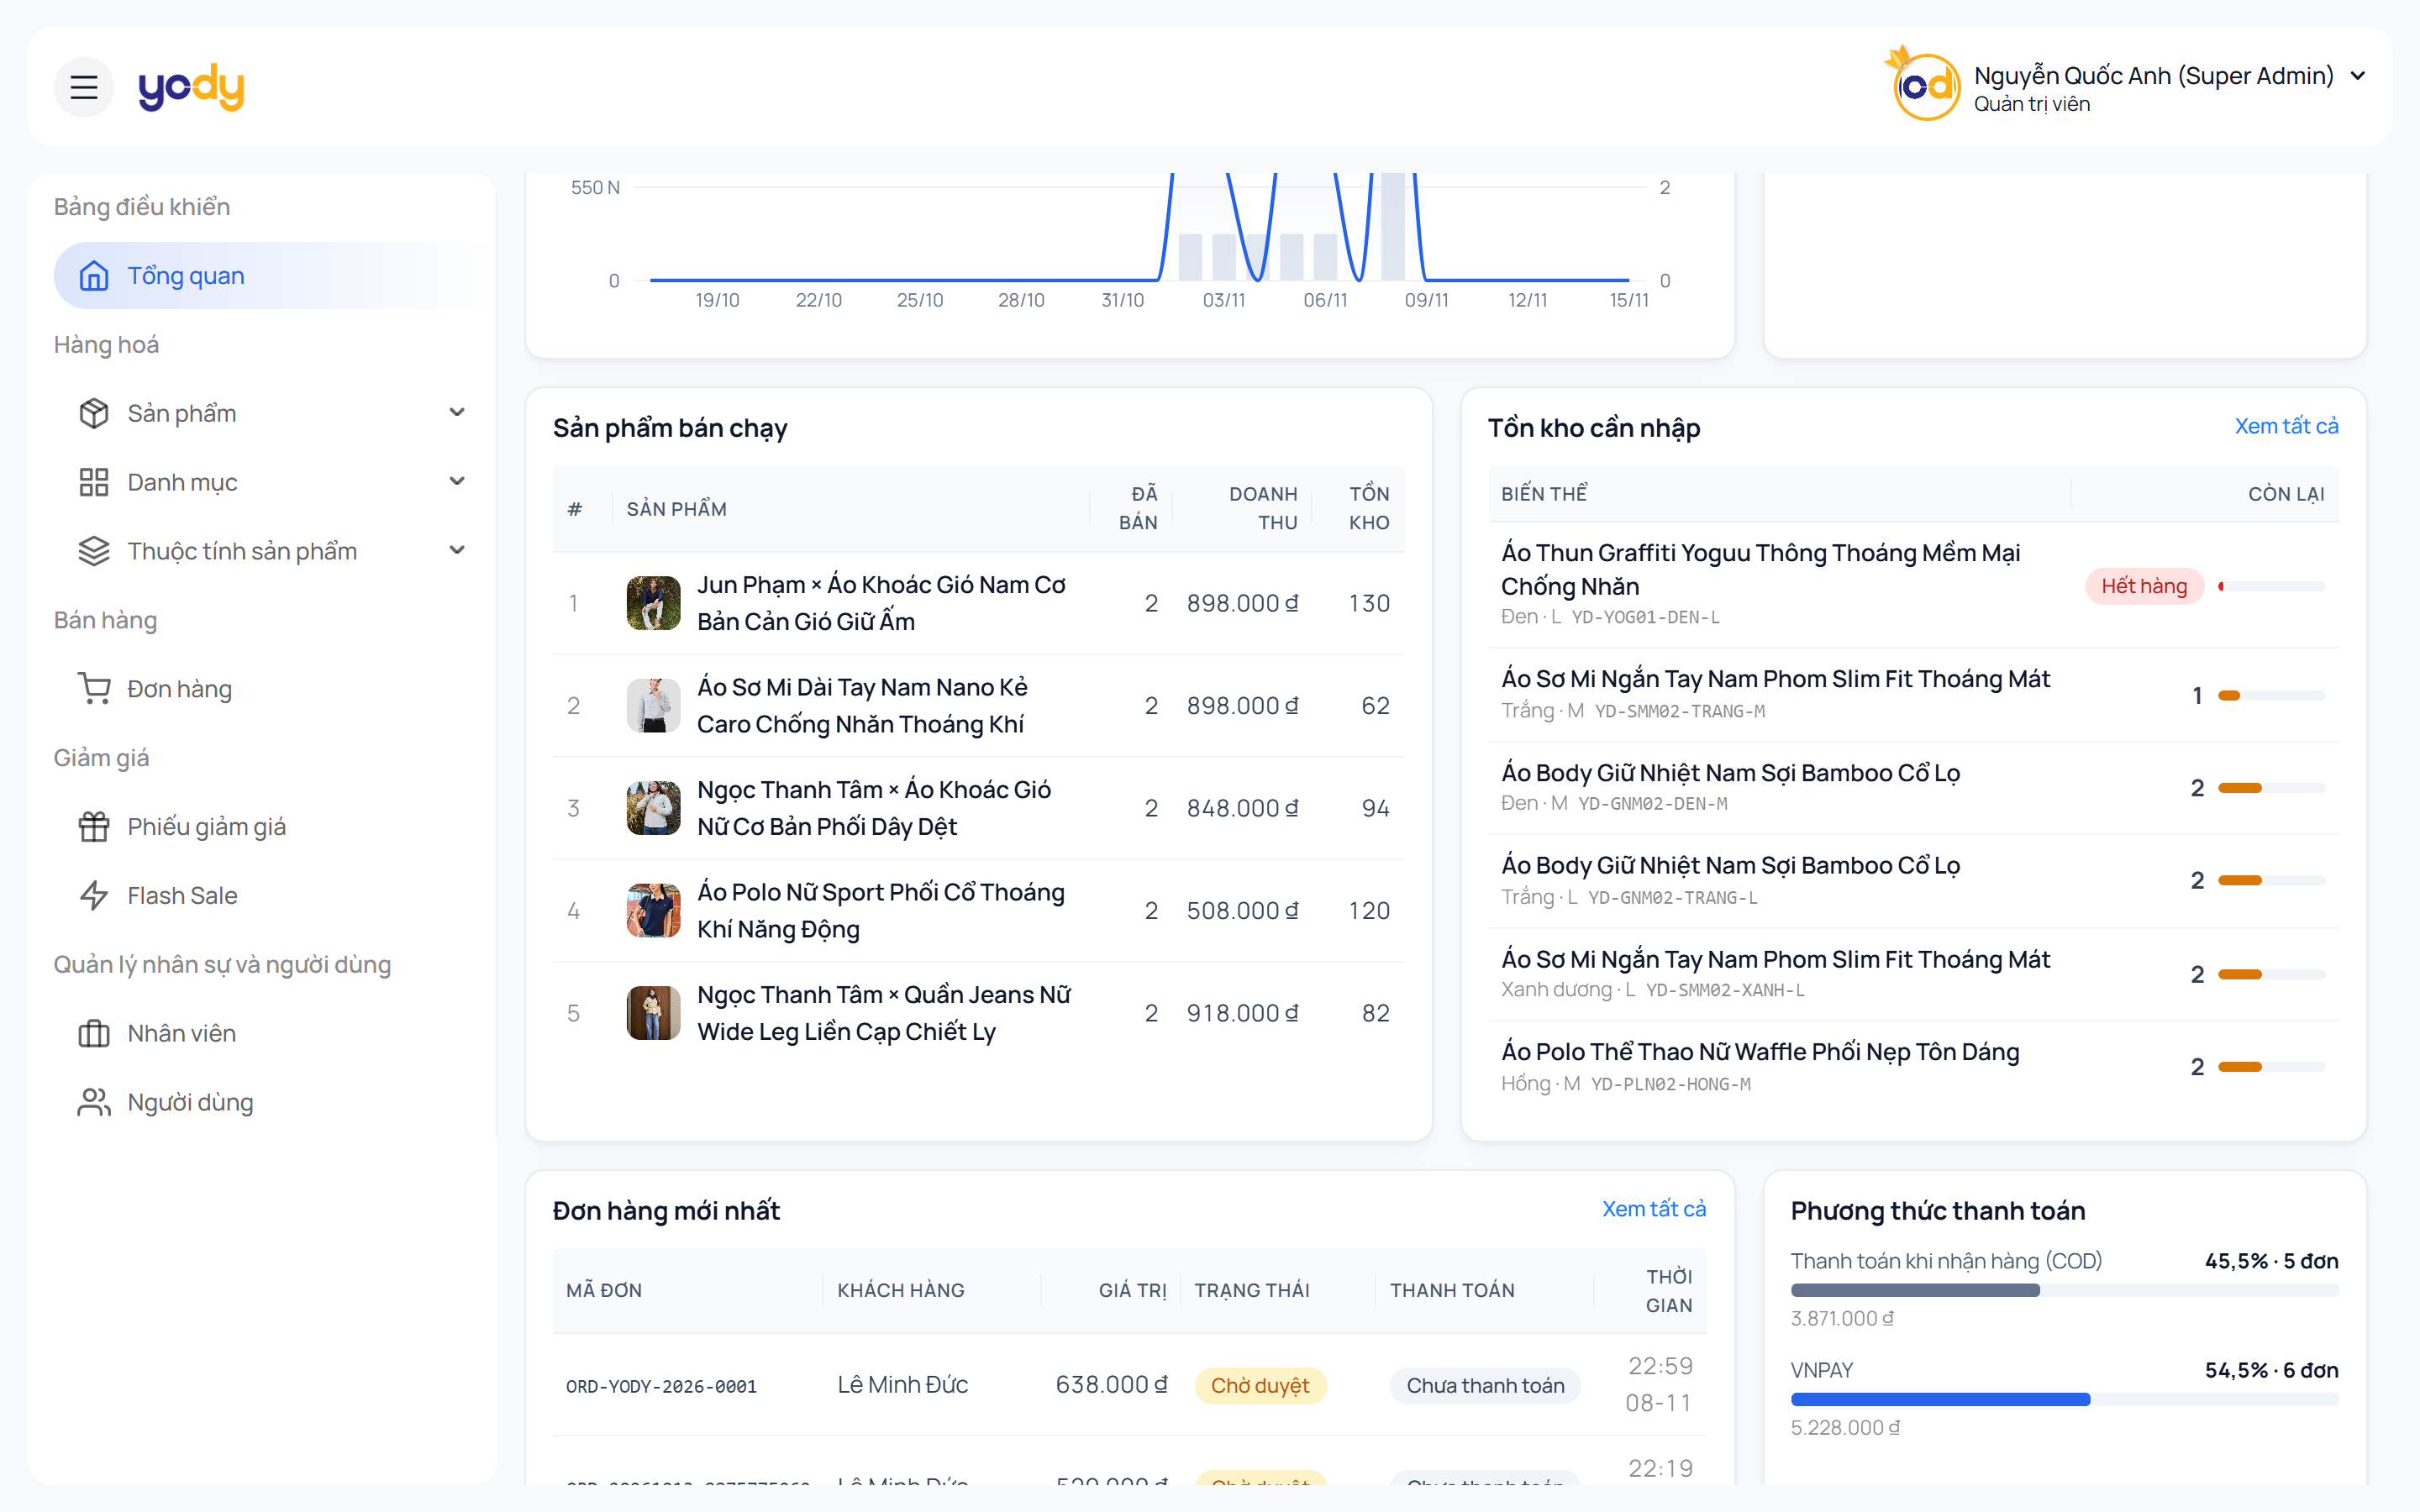 yody
Nguyễn Quốc Anh (Super Admin)
Quản trị viên
Bảng điều khiển
Tổng quan
Hàng hoá
Sản phẩm
Danh mục
Thuộc tính sản phẩm
Bán hàng
Đơn hàng
Giảm giá
Phiếu giảm giá
Flash Sale
Quản lý nhân sự và người dùng
Nhân viên
Người dùng
550 N 2
0 0
19/10 22/10 25/10 28/10 31/10 03/11 06/11 09/11 12/11 15/11
Sản phẩm bán chạy
# SẢN PHẨM ĐÃ BÁN DOANH THU TỒN KHO
1 Jun Phạm × Áo Khoác Gió Nam Cơ
Bản Cản Gió Giữ Ấm 2 898.000 ₫ 130
2 Áo Sơ Mi Dài Tay Nam Nano Kẻ
Caro Chống Nhăn Thoáng Khí 2 898.000 ₫ 62
3 Ngọc Thanh Tâm × Áo Khoác Gió
Nữ Cơ Bản Phối Dây Dệt 2 848.000 ₫ 94
4 Áo Polo Nữ Sport Phối Cổ Thoáng
Khí Năng Động 2 508.000 ₫ 120
5 Ngọc Thanh Tâm × Quần Jeans Nữ
Wide Leg Liền Cạp Chiết Ly 2 918.000 ₫ 82
Tồn kho cần nhập Xem tất cả
BIẾN THỂ CÒN LẠI
Áo Thun Graffiti Yoguu Thông Thoáng Mềm Mại
Chống Nhăn Hết hàng
Đen · L YD-YOG01-DEN-L
Áo Sơ Mi Ngắn Tay Nam Phom Slim Fit Thoáng Mát 1
Trắng · M YD-SMM02-TRANG-M
Áo Body Giữ Nhiệt Nam Sợi Bamboo Cổ Lọ 2
Đen · M YD-GNM02-DEN-M
Áo Body Giữ Nhiệt Nam Sợi Bamboo Cổ Lọ 2
Trắng · L YD-GNM02-TRANG-L
Áo Sơ Mi Ngắn Tay Nam Phom Slim Fit Thoáng Mát 2
Xanh dương · L YD-SMM02-XANH-L
Áo Polo Thể Thao Nữ Waffle Phối Nẹp Tôn Dáng 2
Hồng · M YD-PLN02-HONG-M
Đơn hàng mới nhất Xem tất cả
MÃ ĐƠN KHÁCH HÀNG GIÁ TRỊ TRẠNG THÁI THANH TOÁN THỜI GIAN
ORD-YODY-2026-0001 Lê Minh Đức 638.000 ₫ Chờ duyệt Chưa thanh toán 22:59
08-11
Lê Minh Đức Chờ duyệt Chưa thanh toán 22:19
Phương thức thanh toán
Thanh toán khi nhận hàng (COD) 45,5% · 5 đơn
3.871.000 ₫
VNPAY 54,5% · 6 đơn
5.228.000 ₫